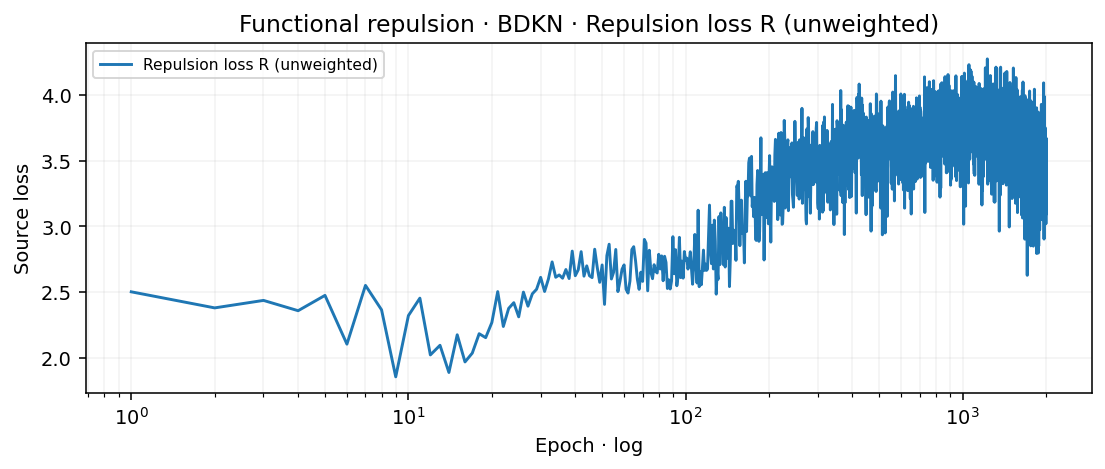 Functional repulsion · BDKN · Repulsion loss R (unweighted)
Repulsion loss R (unweighted)
Source loss
4.0
3.5
3.0
2.5
2.0
10⁰ 10¹ 10² 10³
Epoch · log